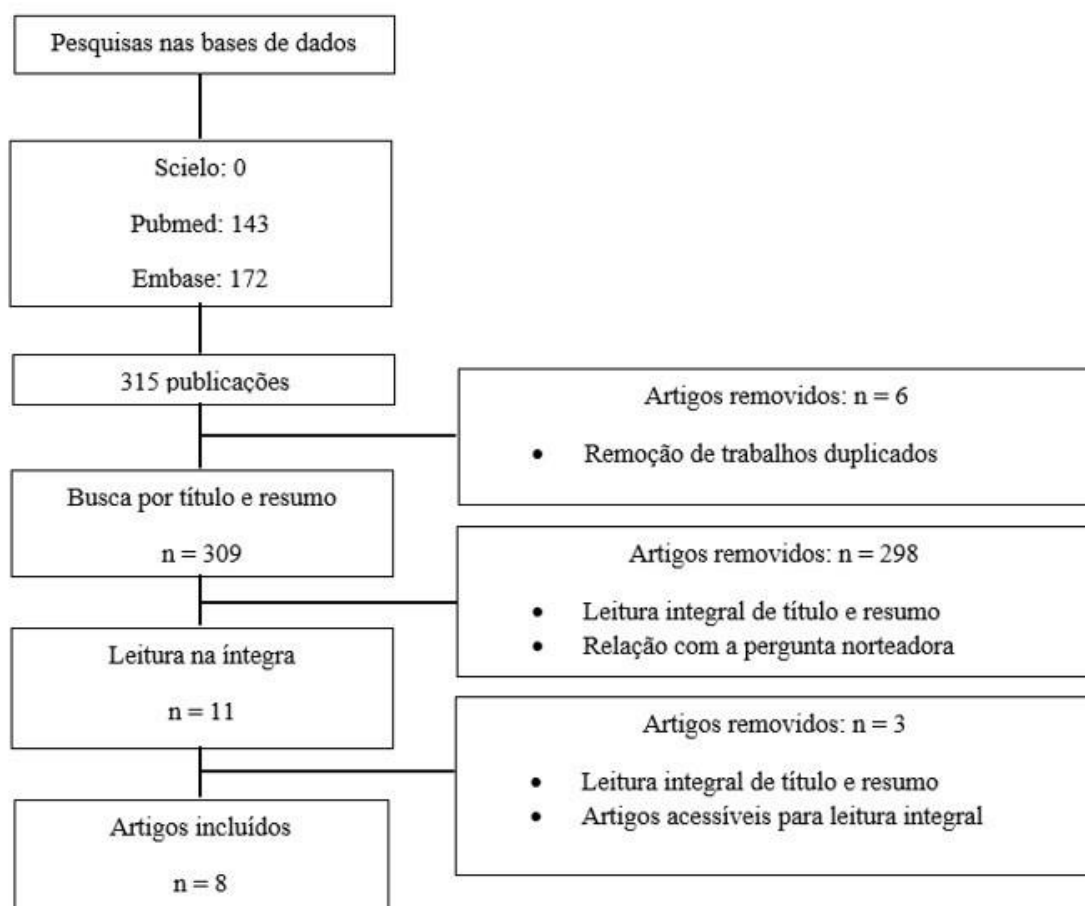 Pesquisas nas bases de dados
Scielo: 0
Pubmed: 143
Embase: 172
315 publicações
Artigos removidos: n = 6
• Remoção de trabalhos duplicados
Busca por título e resumo
n = 309
Artigos removidos: n = 298
• Leitura integral de título e resumo
• Relação com a pergunta norteadora
Leitura na íntegra
n = 11
Artigos removidos: n = 3
• Leitura integral de título e resumo
• Artigos acessíveis para leitura integral
Artigos incluídos
n = 8